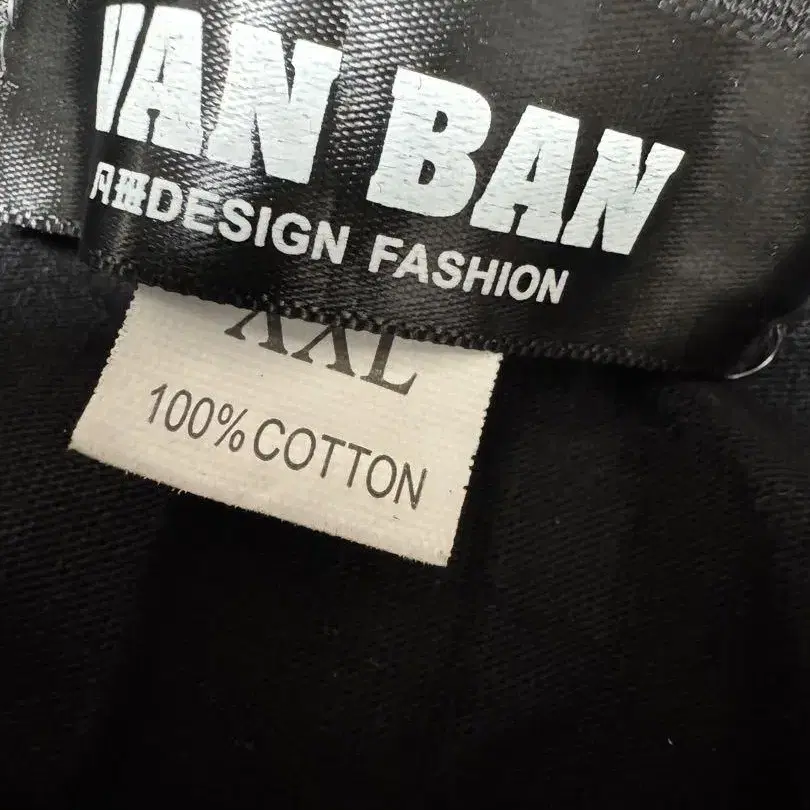 VAN BAN
凡班DESIGN FASHION
XXL
100% COTTON